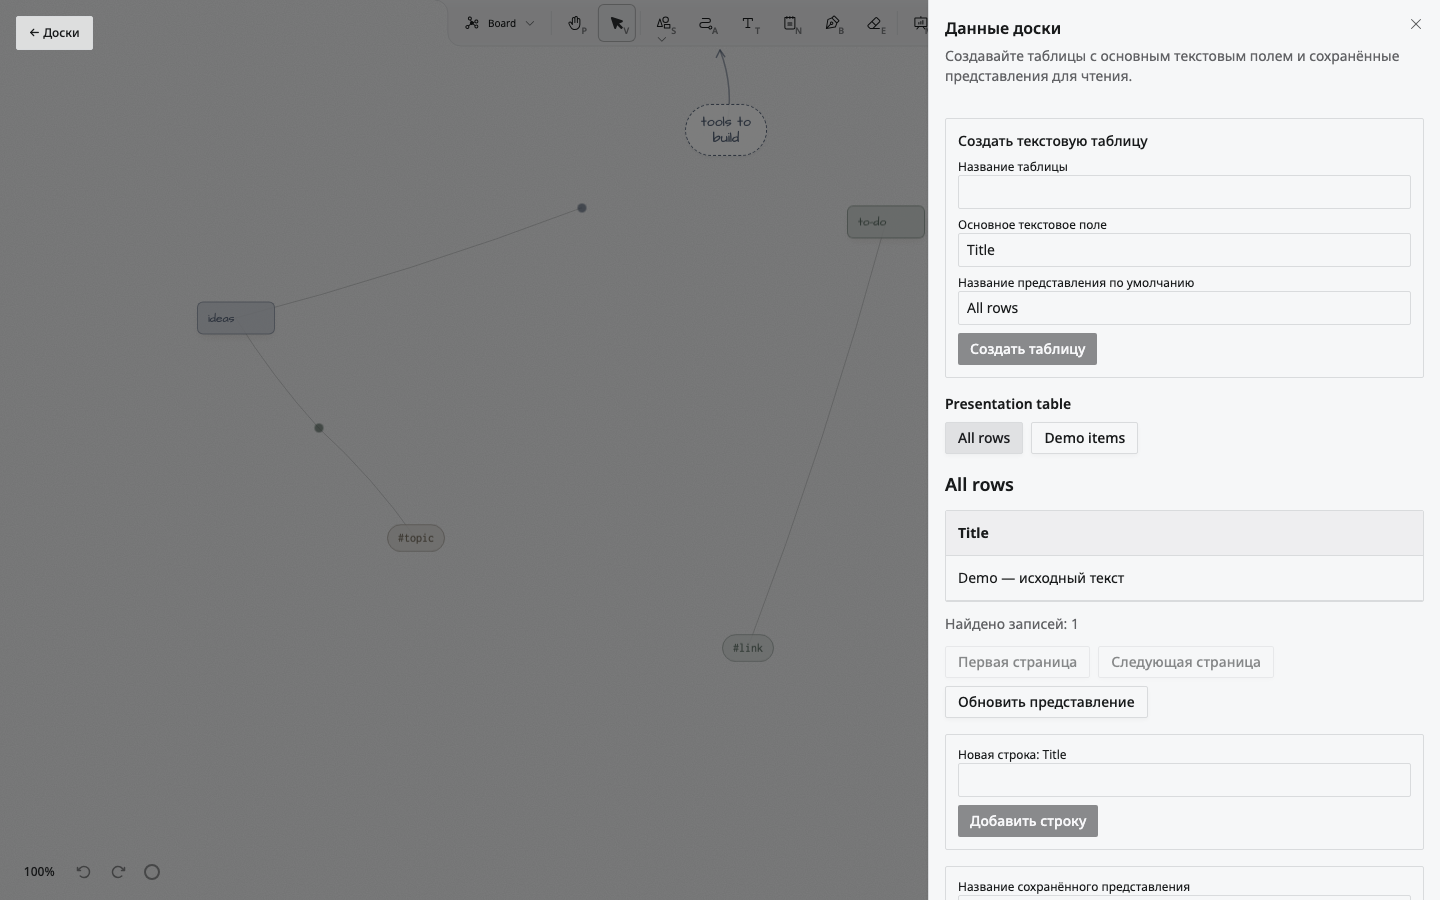 ← Доски
Board
P
V
S
A
T
N
B
E
tools to
build
to-do
ideas
#topic
#link
100%
Данные доски
Создавайте таблицы с основным текстовым полем и сохранённые
представления для чтения.
Создать текстовую таблицу
Название таблицы
Основное текстовое поле
Title
Название представления по умолчанию
All rows
Создать таблицу
Presentation table
All rows
Demo items
All rows
Title
Demo — исходный текст
Найдено записей: 1
Первая страница
Следующая страница
Обновить представление
Новая строка: Title
Добавить строку
Название сохранённого представления